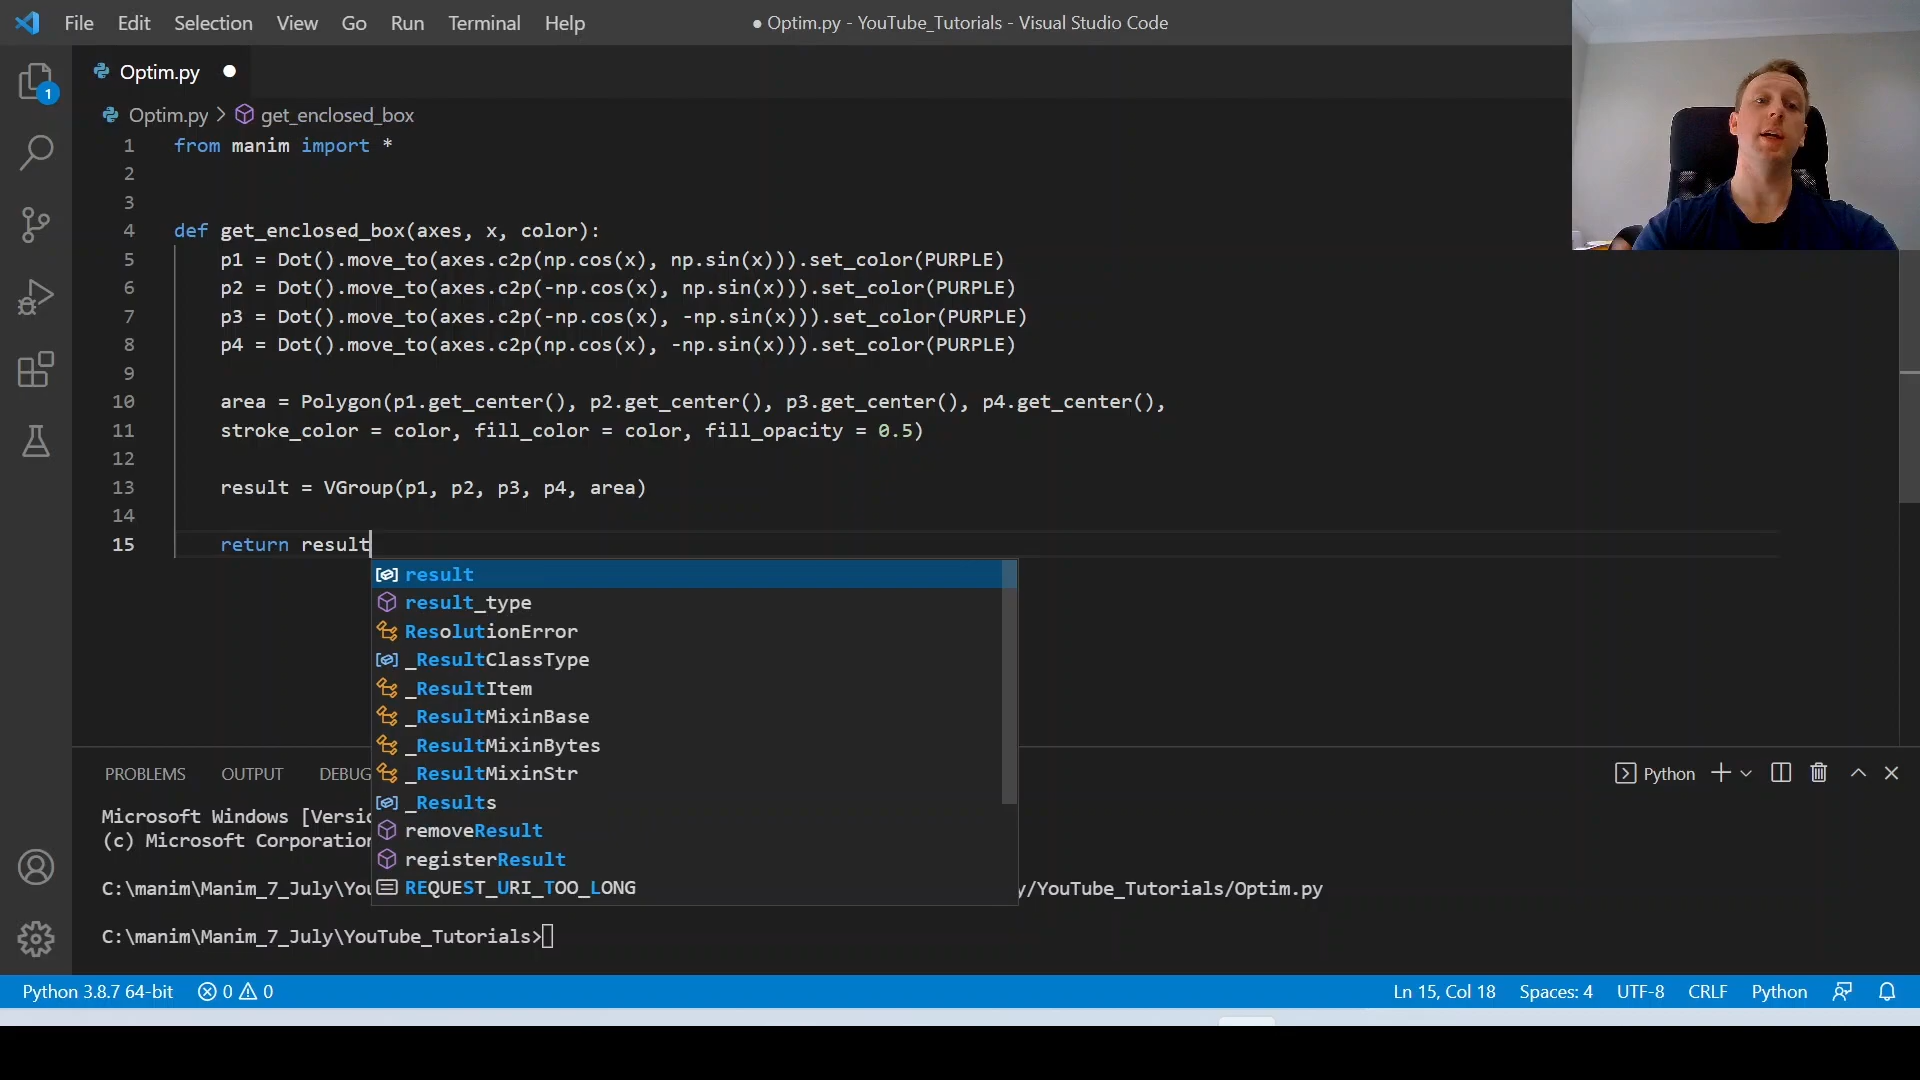 File Edit Selection View Go Run Terminal Help ● Optim.py - YouTube_Tutorials - Visual Studio Code
Optim.py
1
Optim.py > get_enclosed_box
1 from manim import *
2
3
4 def get_enclosed_box(axes, x, color):
5 p1 = Dot().move_to(axes.c2p(np.cos(x), np.sin(x))).set_color(PURPLE)
6 p2 = Dot().move_to(axes.c2p(-np.cos(x), np.sin(x))).set_color(PURPLE)
7 p3 = Dot().move_to(axes.c2p(-np.cos(x), -np.sin(x))).set_color(PURPLE)
8 p4 = Dot().move_to(axes.c2p(np.cos(x), -np.sin(x))).set_color(PURPLE)
9
10 area = Polygon(p1.get_center(), p2.get_center(), p3.get_center(), p4.get_center(),
11 stroke_color = color, fill_color = color, fill_opacity = 0.5)
12
13 result = VGroup(p1, p2, p3, p4, area)
14
15 return result
result
result_type
ResolutionError
_ResultClassType
_ResultItem
_ResultMixinBase
_ResultMixinBytes
_ResultMixinStr
_Results
removeResult
registerResult
REQUEST_URI_TOO_LONG
PROBLEMS OUTPUT DEBUG Python
Microsoft Windows [Versi
(c) Microsoft Corporation
C:\manim\Manim_7_July\You y/YouTube_Tutorials/Optim.py
C:\manim\Manim_7_July\YouTube_Tutorials>
Python 3.8.7 64-bit 0 0 Ln 15, Col 18 Spaces: 4 UTF-8 CRLF Python